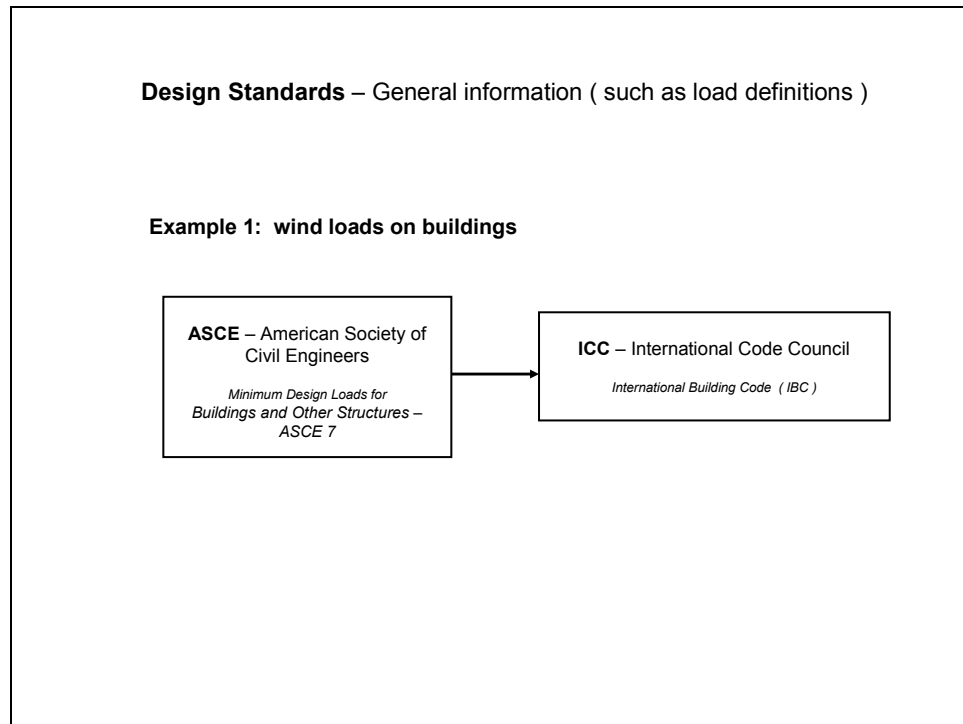 Design Standards – General information ( such as load definitions )
Example 1: wind loads on buildings
ASCE – American Society of
Civil Engineers
Minimum Design Loads for
Buildings and Other Structures –
ASCE 7
ICC – International Code Council
International Building Code ( IBC )